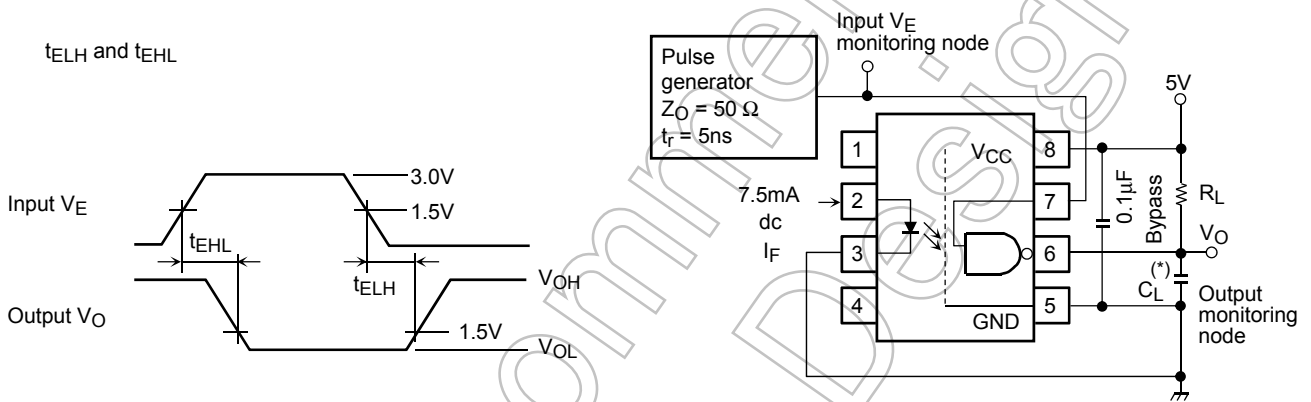 tELH and tEHL
Input VE
3.0V
1.5V
tEHL
tELH
Output VO
VOH
1.5V
VOL
Input VE
monitoring node
Pulse
generator
ZO = 50 Ω
tr = 5ns
5V
1
2
3
4
VCC
8
7
6
5
GND
7.5mA
dc
IF
0.1μF
Bypass
RL
VO
(*)
CL
Output
monitoring
node